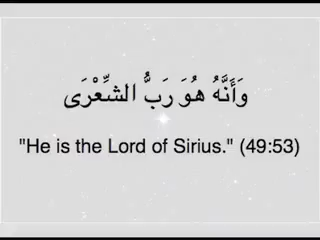 وَأَنَّهُ هُوَ رَبُّ الشِّعْرَى
"He is the Lord of Sirius." (49:53)